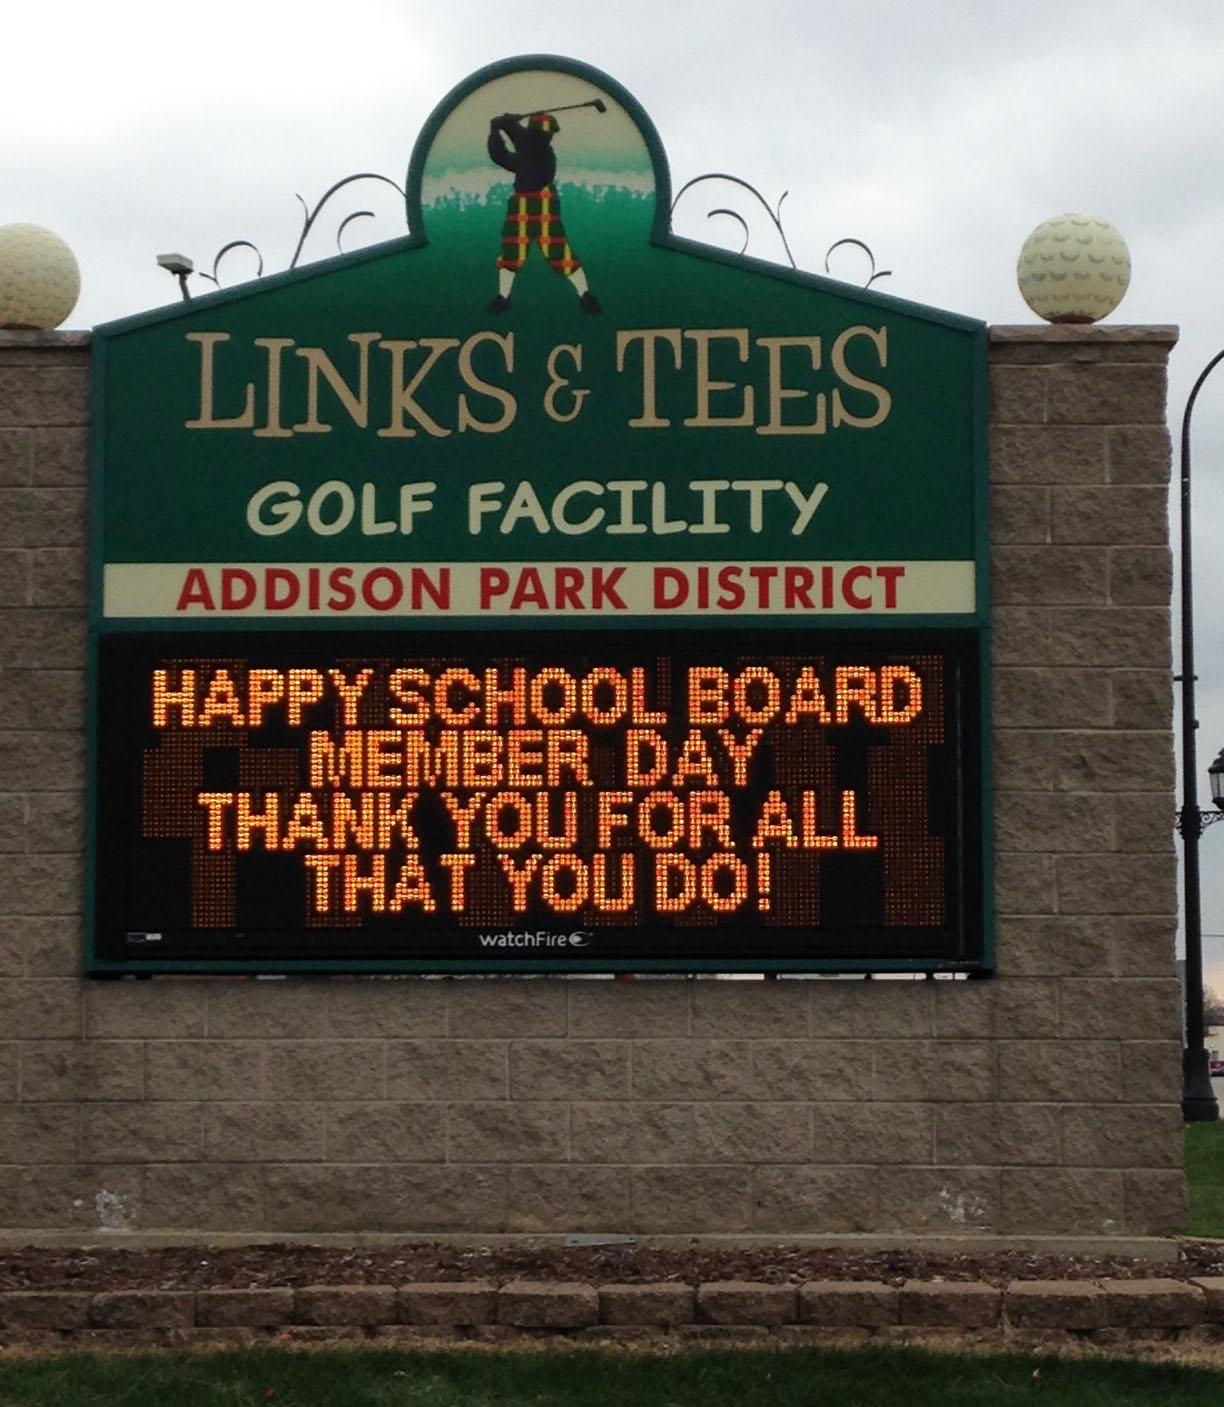 LINKS & TEES
GOLF FACILITY
ADDISON PARK DISTRICT
HAPPY SCHOOL BOARD
MEMBER DAY
THANK YOU FOR ALL
THAT YOU DO!
watchFire